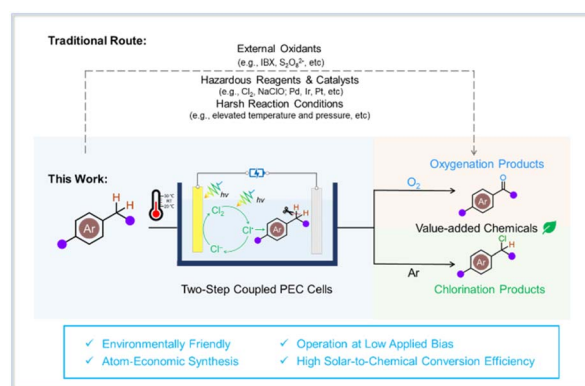 Traditional Route:
External Oxidants
(e.g., IBX, S₂O₈²⁻, etc)
Hazardous Reagents & Catalysts
(e.g., Cl₂, NaClO; Pd, Ir, Pt, etc)
Harsh Reaction Conditions
(e.g., elevated temperature and pressure, etc)
This Work:
H
H
Ar
hν
hν
Cl₂
Cl•
Cl⁻
Ar
H
H
Two-Step Coupled PEC Cells
Oxygenation Products
O₂
O
Ar
Value-added Chemicals
Ar
Cl
H
Ar
Chlorination Products
✓ Environmentally Friendly
✓ Operation at Low Applied Bias
✓ Atom-Economic Synthesis
✓ High Solar-to-Chemical Conversion Efficiency